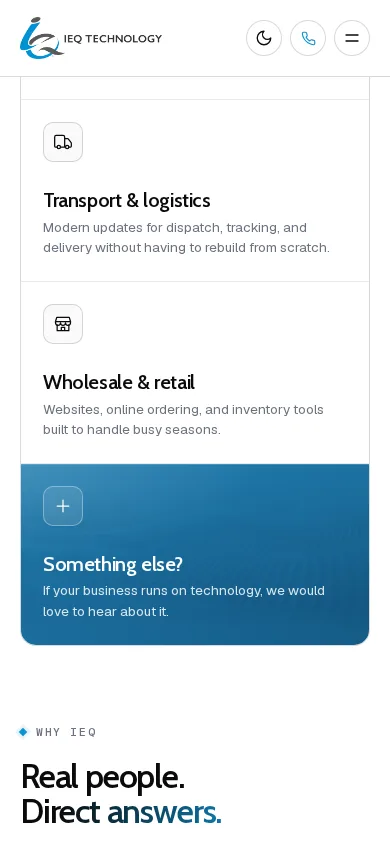 IEQ TECHNOLOGY
Transport & logistics
Modern updates for dispatch, tracking, and
delivery without having to rebuild from scratch.
Wholesale & retail
Websites, online ordering, and inventory tools
built to handle busy seasons.
Something else?
If your business runs on technology, we would
love to hear about it.
WHY IEQ
Real people.
Direct answers.